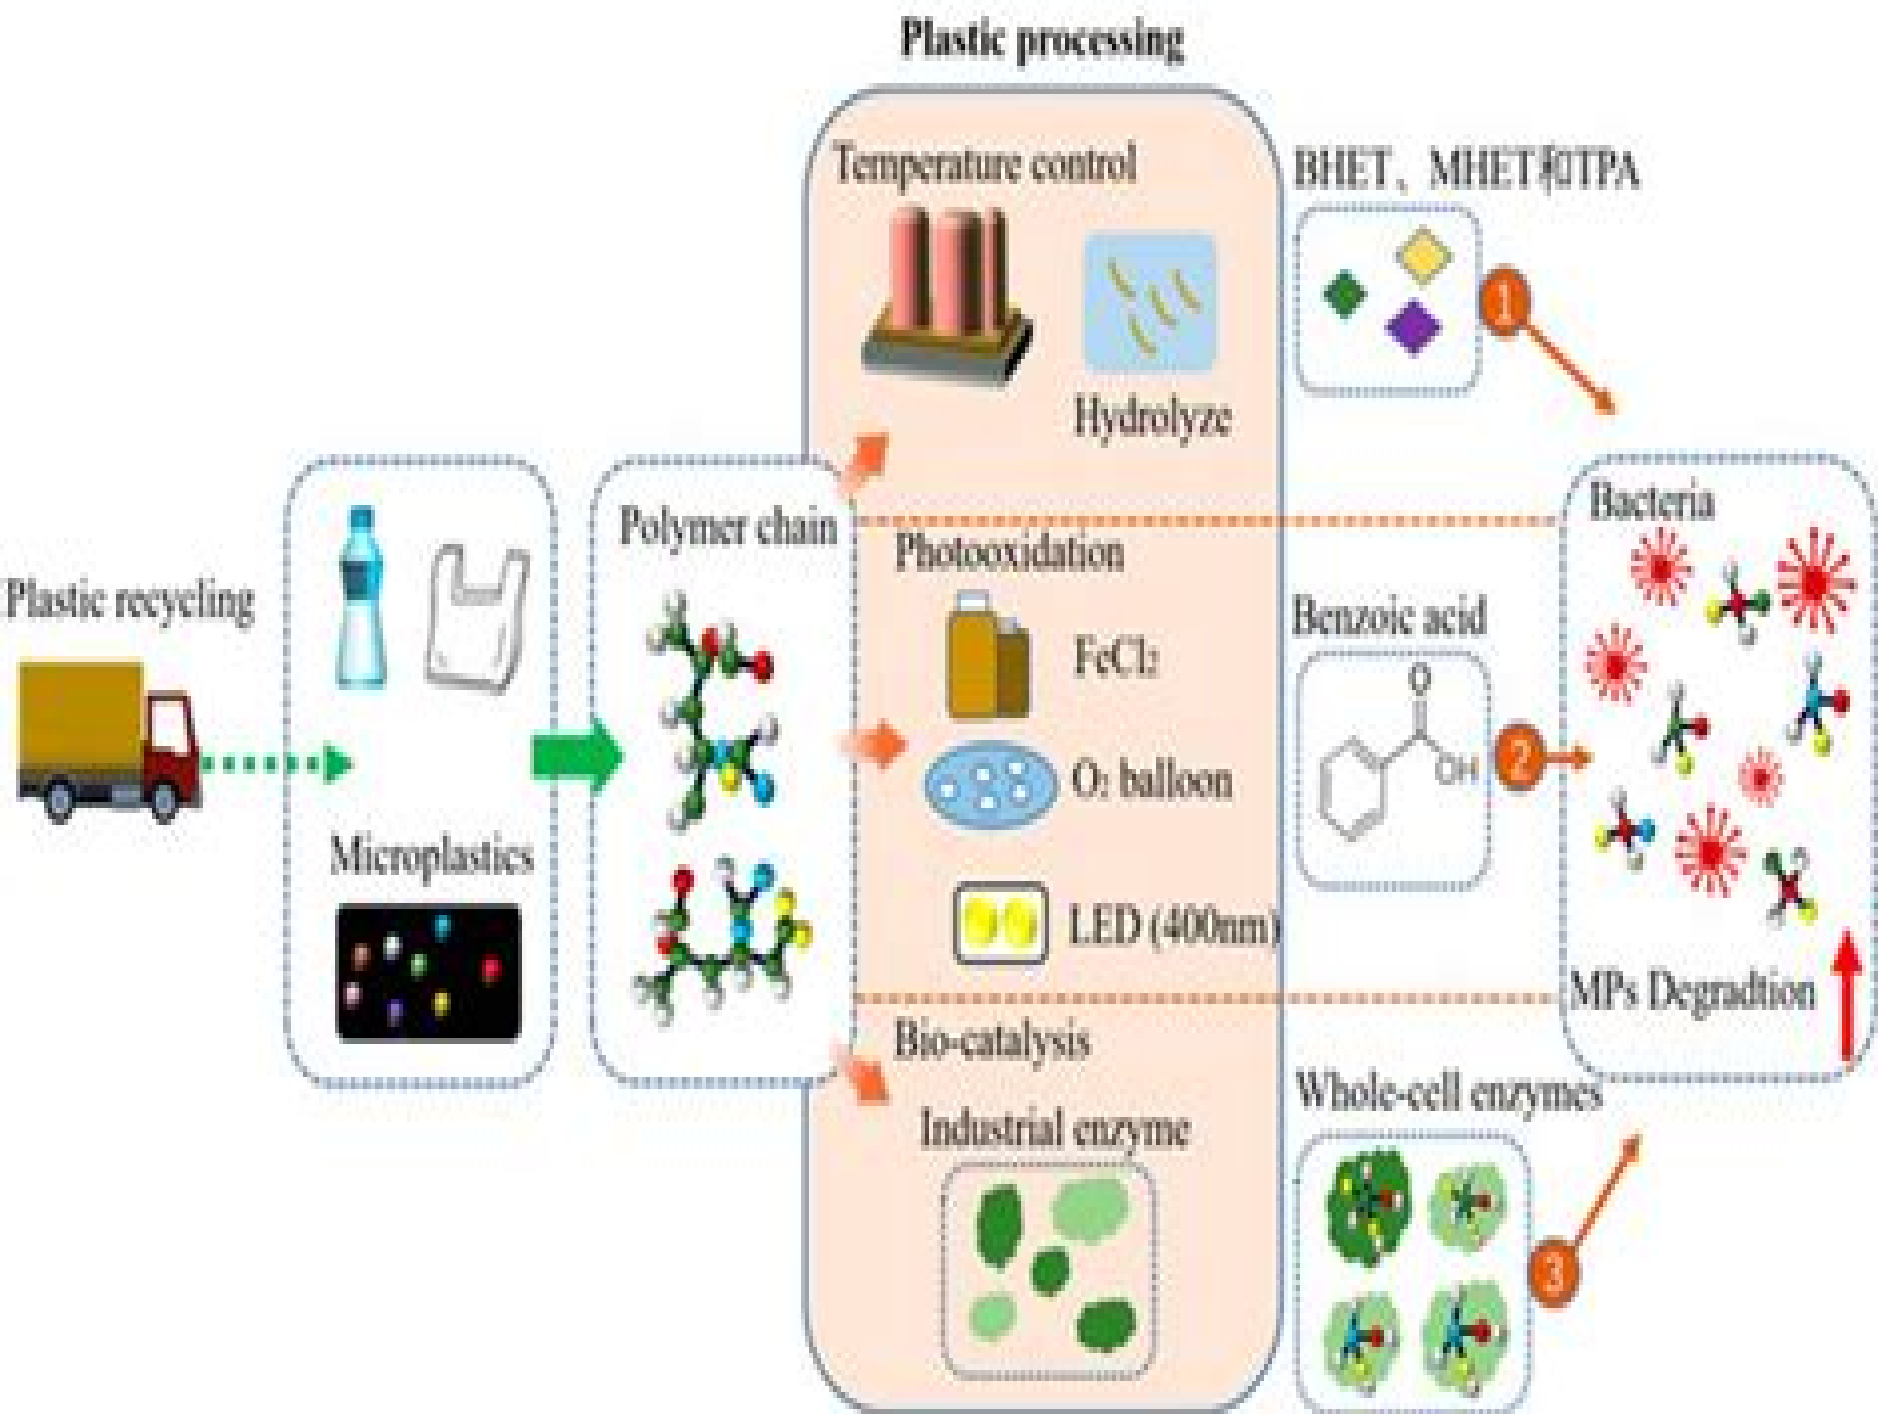 Plastic processing
Temperature control
Hydrolyze
BHET、MHET和TPA
1
Plastic recycling
Microplastics
Polymer chain
Photooxidation
FeCl₂
O₂ balloon
LED (400nm)
Benzoic acid
O
OH
2
Bacteria
MPs Degradtion
Bio-catalysis
Industrial enzyme
Whole-cell enzymes
3